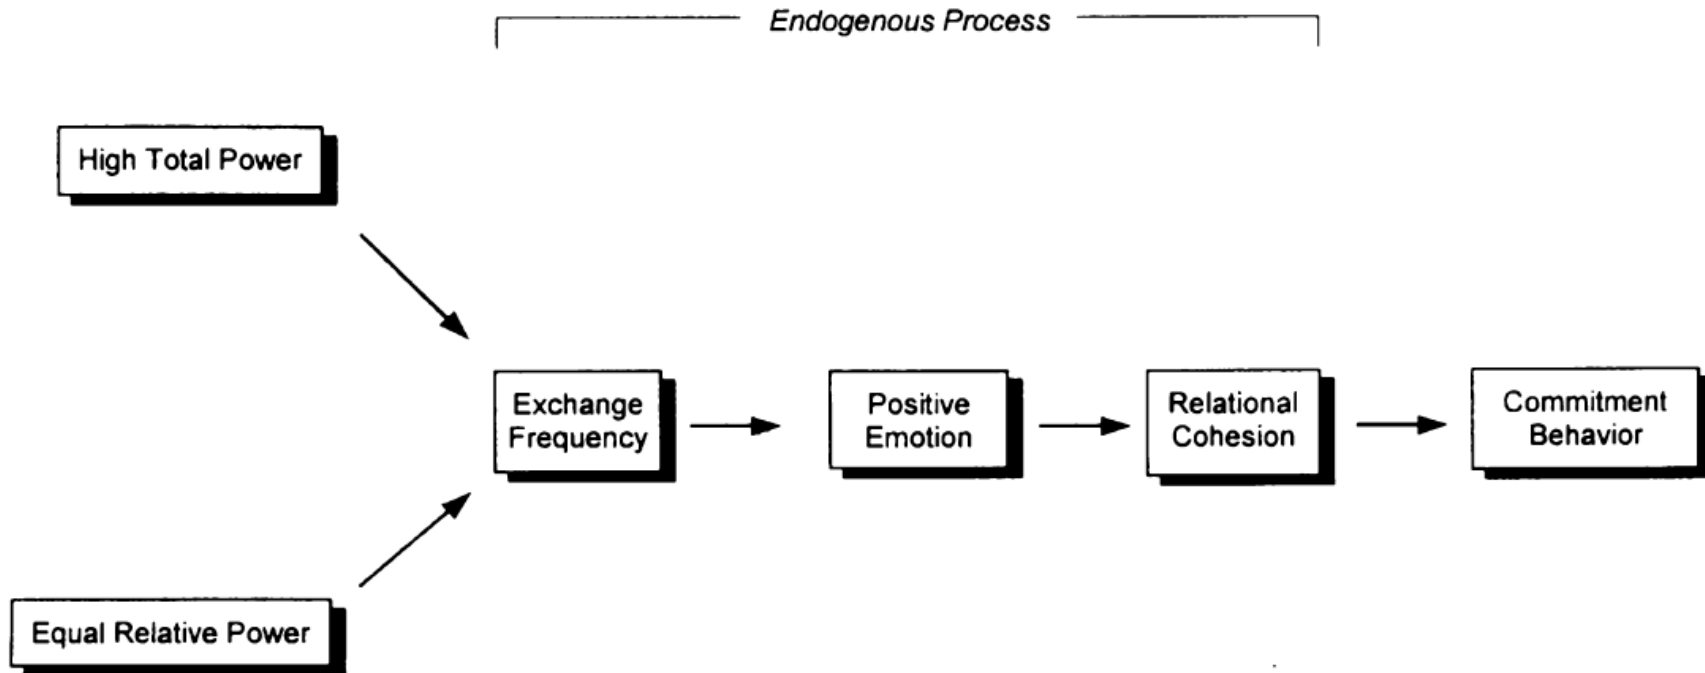 Endogenous Process
High Total Power
Exchange
Frequency
Positive
Emotion
Relational
Cohesion
Commitment
Behavior
Equal Relative Power